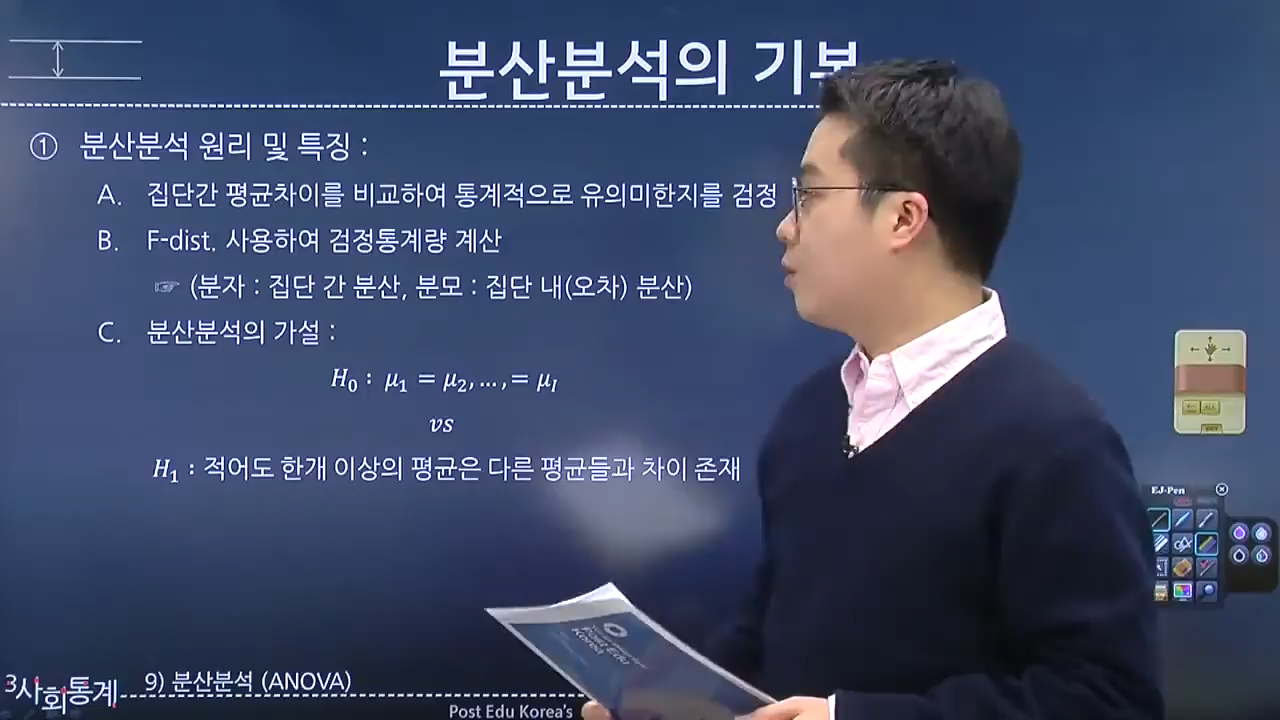 분산분석의 기본
① 분산분석 원리 및 특징 :
A. 집단간 평균차이를 비교하여 통계적으로 유의미한지를 검정
B. F-dist. 사용하여 검정통계량 계산
☞ (분자 : 집단 간 분산, 분모 : 집단 내(오차) 분산)
C. 분산분석의 가설 :
H₀ : μ₁ = μ₂, … , = μ_I
vs
H₁ : 적어도 한개 이상의 평균은 다른 평균들과 차이 존재
EJ-Pen
Post Edu Korea
3 사회통계
9) 분산분석 (ANOVA)
Post Edu Korea's